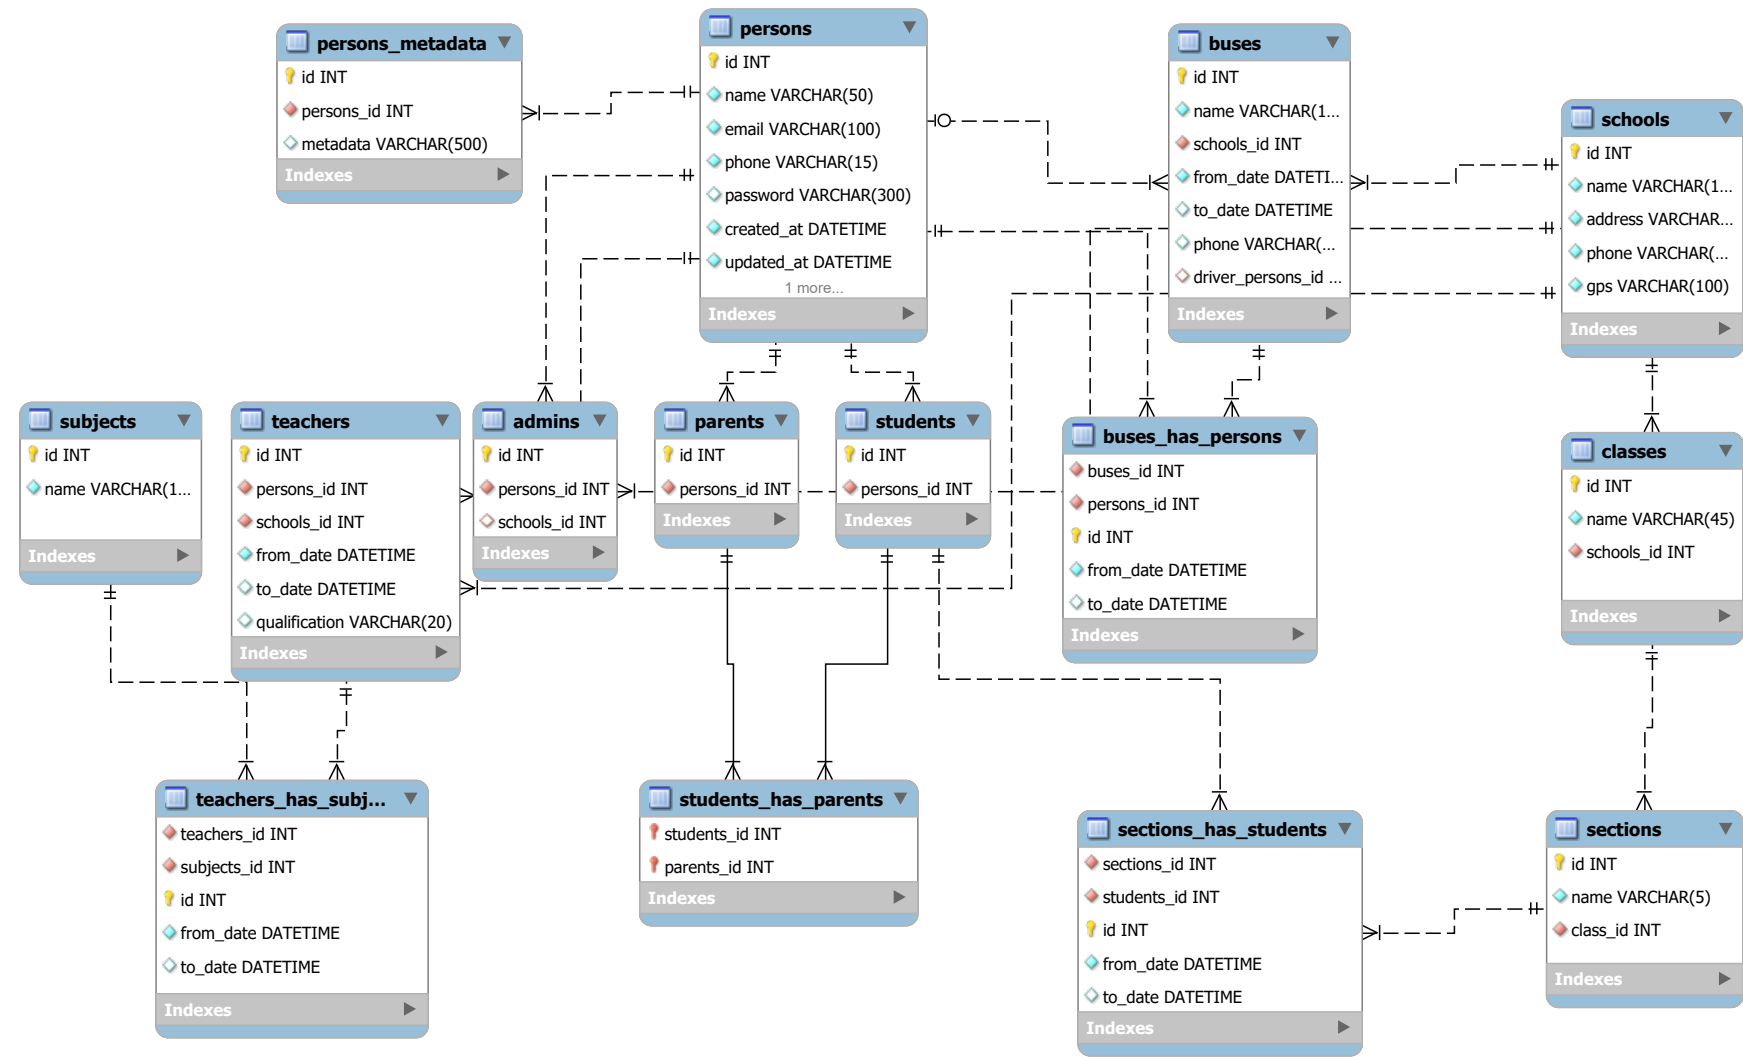 persons_metadata
id INT
persons_id INT
metadata VARCHAR(500)
Indexes
persons
id INT
name VARCHAR(50)
email VARCHAR(100)
phone VARCHAR(15)
password VARCHAR(300)
created_at DATETIME
updated_at DATETIME
1 more...
Indexes
buses
id INT
name VARCHAR(1...
schools_id INT
from_date DATETI...
to_date DATETIME
phone VARCHAR(...
driver_persons_id ...
Indexes
schools
id INT
name VARCHAR(1...
address VARCHAR...
phone VARCHAR(...
gps VARCHAR(100)
Indexes
subjects
id INT
name VARCHAR(1...
Indexes
teachers
id INT
persons_id INT
schools_id INT
from_date DATETIME
to_date DATETIME
qualification VARCHAR(20)
Indexes
admins
id INT
persons_id INT
schools_id INT
Indexes
parents
id INT
persons_id INT
Indexes
students
id INT
persons_id INT
Indexes
buses_has_persons
buses_id INT
persons_id INT
id INT
from_date DATETIME
to_date DATETIME
Indexes
classes
id INT
name VARCHAR(45)
schools_id INT
Indexes
teachers_has_subj...
teachers_id INT
subjects_id INT
id INT
from_date DATETIME
to_date DATETIME
Indexes
students_has_parents
students_id INT
parents_id INT
Indexes
sections_has_students
sections_id INT
students_id INT
id INT
from_date DATETIME
to_date DATETIME
Indexes
sections
id INT
name VARCHAR(5)
class_id INT
Indexes